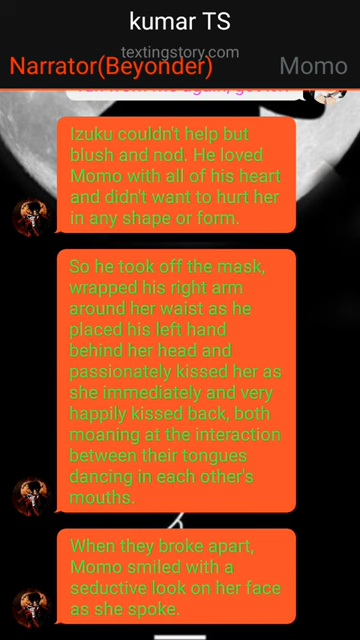 kumar TS
textingstory.com
Narrator(Beyonder)
Momo
Izuku couldn't help but
blush and nod. He loved
Momo with all of his heart
and didn't want to hurt her
in any shape or form.
So he took off the mask,
wrapped his right arm
around her waist as he
placed his left hand
behind her head and
passionately kissed her as
she immediately and very
happily kissed back, both
moaning at the interaction
between their tongues
dancing in each other's
mouths.
When they broke apart,
Momo smiled with a
seductive look on her face
as she spoke.